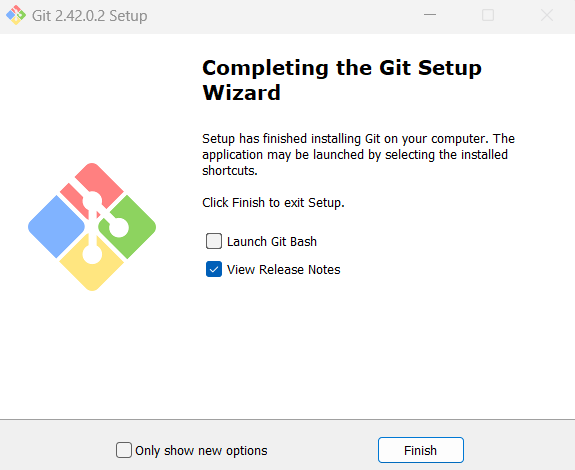 Git 2.42.0.2 Setup
Completing the Git Setup
Wizard
Setup has finished installing Git on your computer. The
application may be launched by selecting the installed
shortcuts.
Click Finish to exit Setup.
Launch Git Bash
View Release Notes
Only show new options
Finish